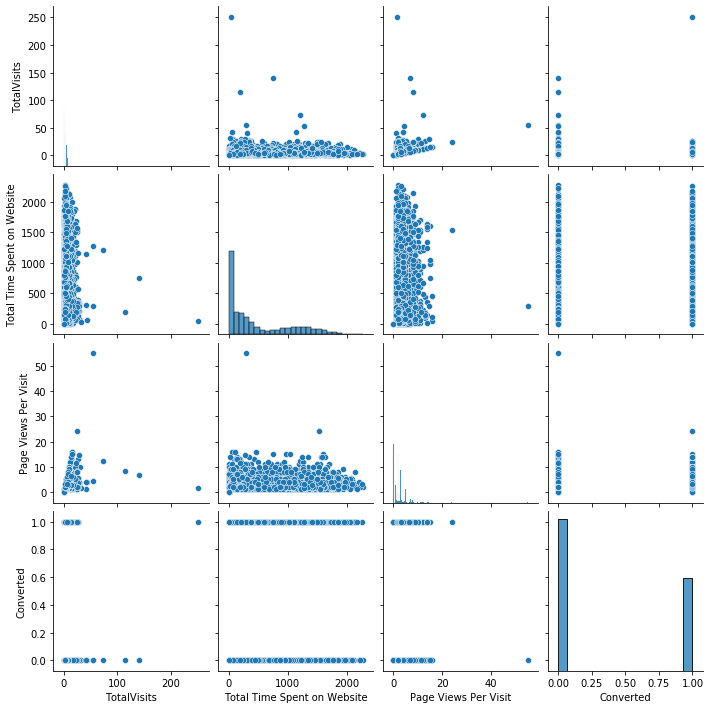 250
200
150
100
50
0
TotalVisits
2000
1500
1000
500
0
Total Time Spent on Website
50
40
30
20
10
0
Page Views Per Visit
1.0
0.8
0.6
0.4
0.2
0.0
Converted
0 200
0 1000 2000
0 20 40
0.00 0.25 0.50 0.75 1.00
TotalVisits
Total Time Spent on Website
Page Views Per Visit
Converted